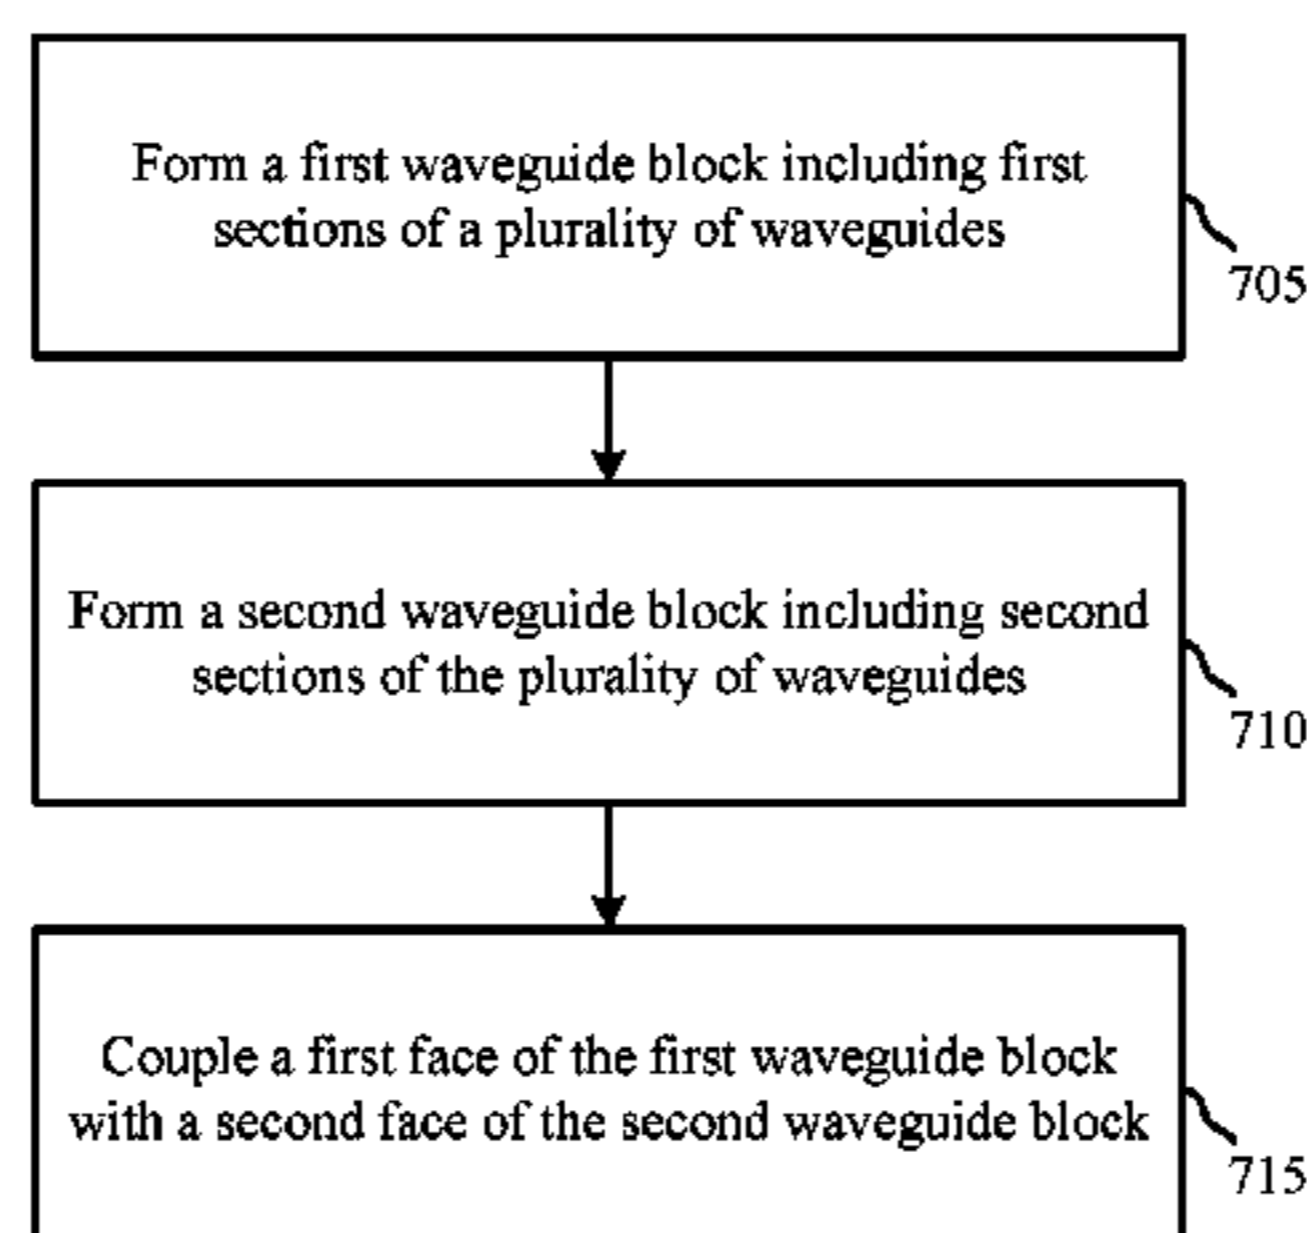 Form a first waveguide block including first
sections of a plurality of waveguides
705
Form a second waveguide block including second
sections of the plurality of waveguides
710
Couple a first face of the first waveguide block
with a second face of the second waveguide block
715